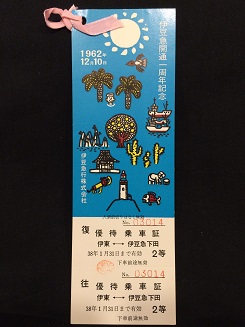 伊豆急開通一周年記念
1962年
12月10日
伊豆急行株式会社
No. 03014
復 優待乗車証
伊東 ←→ 伊豆急下田
38年1月31日まで有効 2等
下車前途無効
No. 03014
往 優待乗車証
伊東 ←→ 伊豆急下田
38年1月31日まで有効 2等
下車前途無効